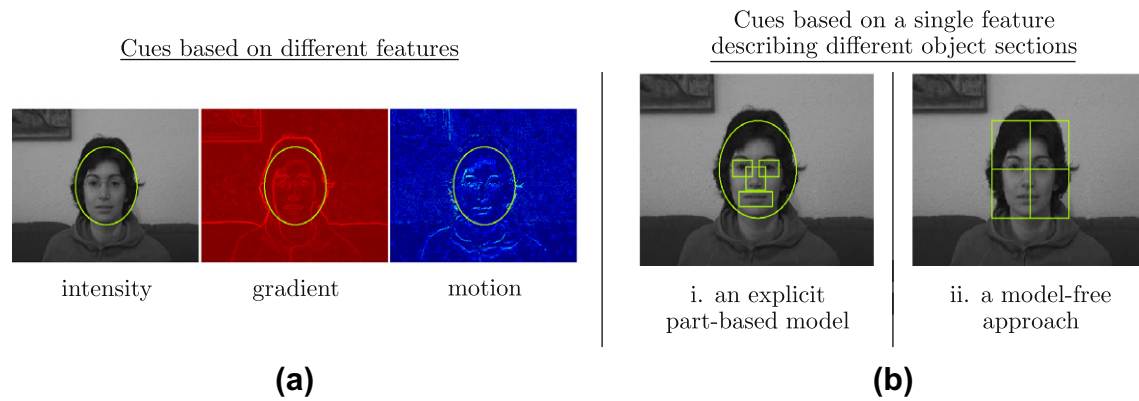 Cues based on different features
intensity
gradient
motion
(a)
Cues based on a single feature
describing different object sections
i. an explicit
part-based model
ii. a model-free
approach
(b)